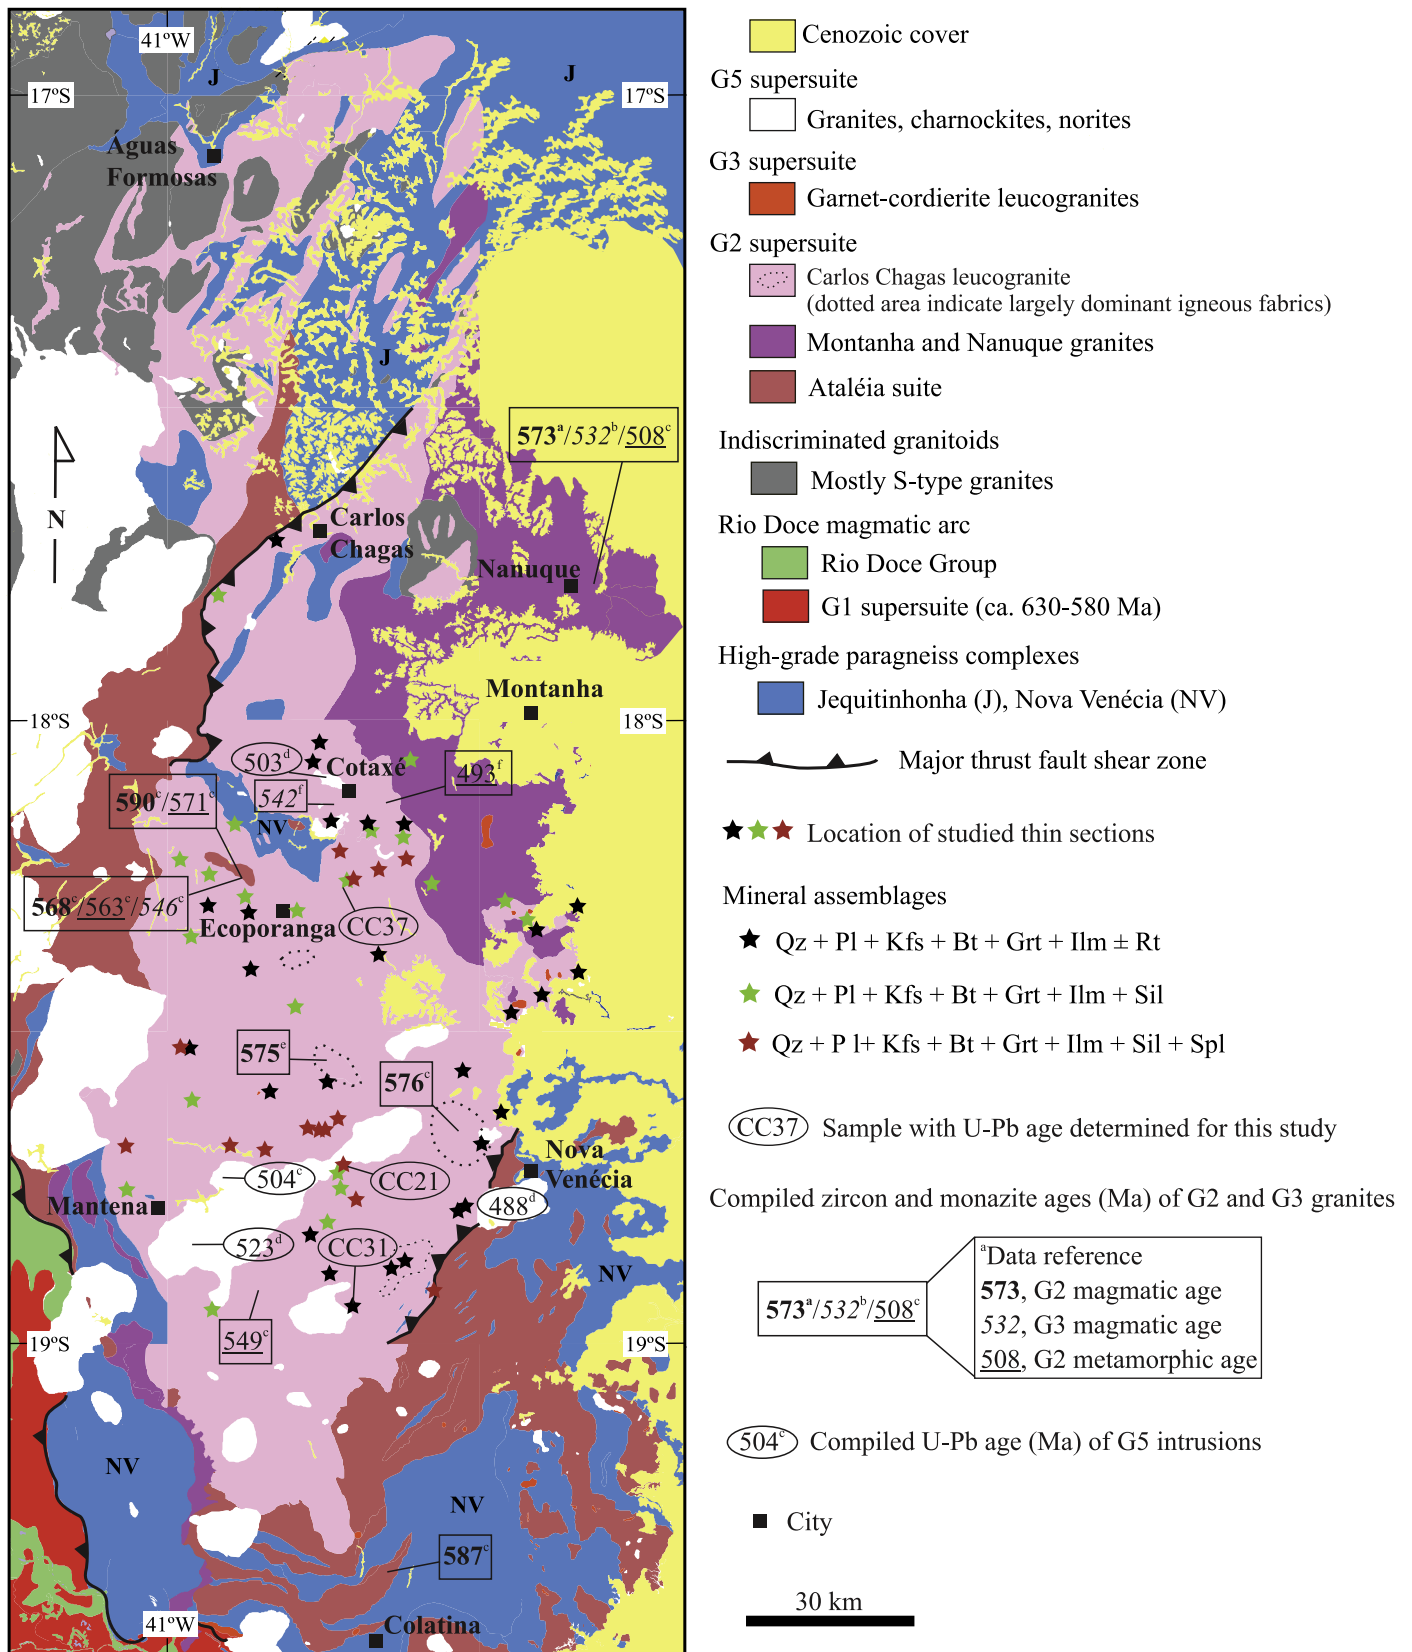 41ºW
J
J
17ºS
17ºS
Águas
Formosas
J
573ᵃ/532ᵇ/508ᶜ
N
Carlos
Chagas
Nanuque
Montanha
18ºS
18ºS
503ᵈ
Cotaxé
493ᶠ
542ᶠ
590ᶜ/571ᶜ
NV
568ᶜ/563ᶜ/546ᶜ
Ecoporanga
CC37
575ᵉ
576ᶜ
Nova
Venécia
504ᶜ
CC21
Mantena
488ᵈ
523ᵈ
CC31
NV
549ᶜ
19ºS
19ºS
NV
NV
587ᶜ
41ºW
Colatina
Cenozoic cover
G5 supersuite
Granites, charnockites, norites
G3 supersuite
Garnet-cordierite leucogranites
G2 supersuite
Carlos Chagas leucogranite
(dotted area indicate largely dominant igneous fabrics)
Montanha and Nanuque granites
Ataléia suite
Indiscriminated granitoids
Mostly S-type granites
Rio Doce magmatic arc
Rio Doce Group
G1 supersuite (ca. 630-580 Ma)
High-grade paragneiss complexes
Jequitinhonha (J), Nova Venécia (NV)
Major thrust fault shear zone
Location of studied thin sections
Mineral assemblages
Qz + Pl + Kfs + Bt + Grt + Ilm ± Rt
Qz + Pl + Kfs + Bt + Grt + Ilm + Sil
Qz + P l+ Kfs + Bt + Grt + Ilm + Sil + Spl
CC37 Sample with U-Pb age determined for this study
Compiled zircon and monazite ages (Ma) of G2 and G3 granites
ᵃData reference
573ᵃ/532ᵇ/508ᶜ
573, G2 magmatic age
532, G3 magmatic age
508, G2 metamorphic age
504ᶜ Compiled U-Pb age (Ma) of G5 intrusions
City
30 km